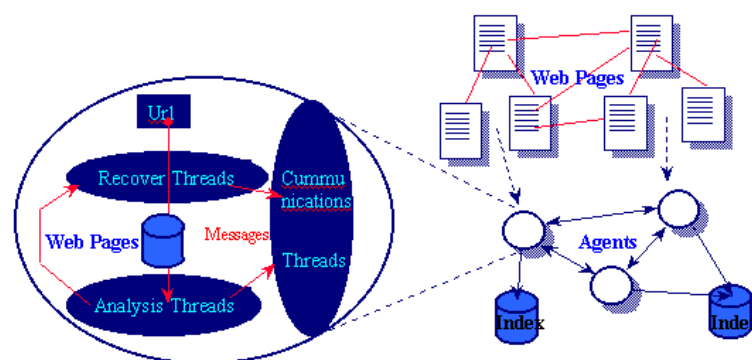 Web Pages
Url
Recover Threads
Cummu
nications
Web Pages
Messages
Threads
Analysis Threads
Agents
Index
Inde